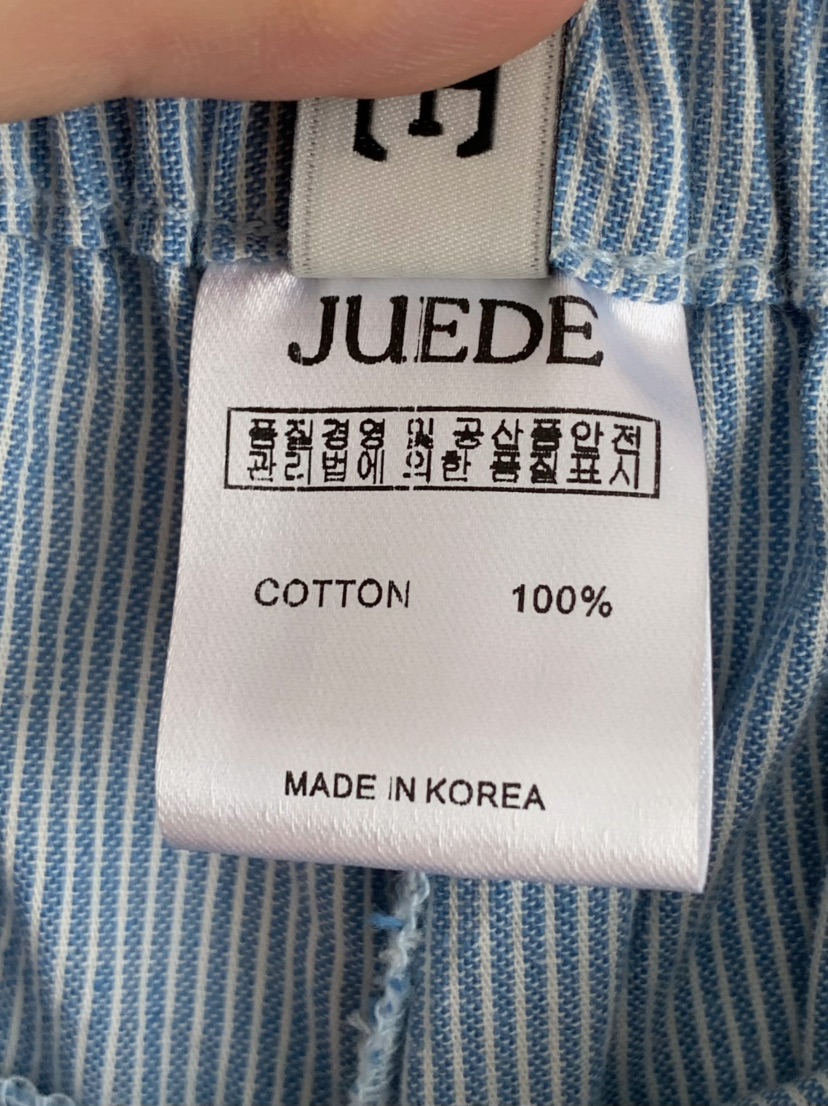 JUEDE
품질경영 및 공산품안전
관리법에 의한 품질표시
COTTON 100%
MADE IN KOREA